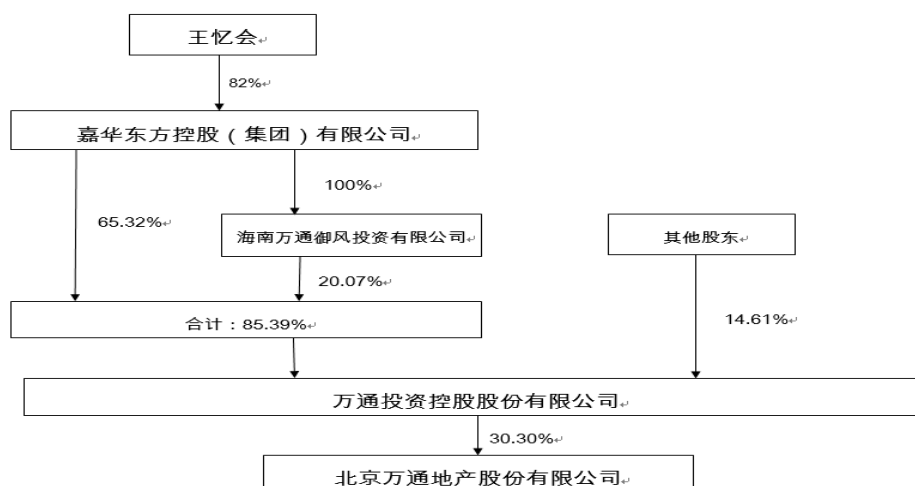 王忆会
82%
嘉华东方控股（集团）有限公司
100%
65.32%
海南万通御风投资有限公司
其他股东
20.07%
合计：85.39%
14.61%
万通投资控股股份有限公司
30.30%
北京万通地产股份有限公司